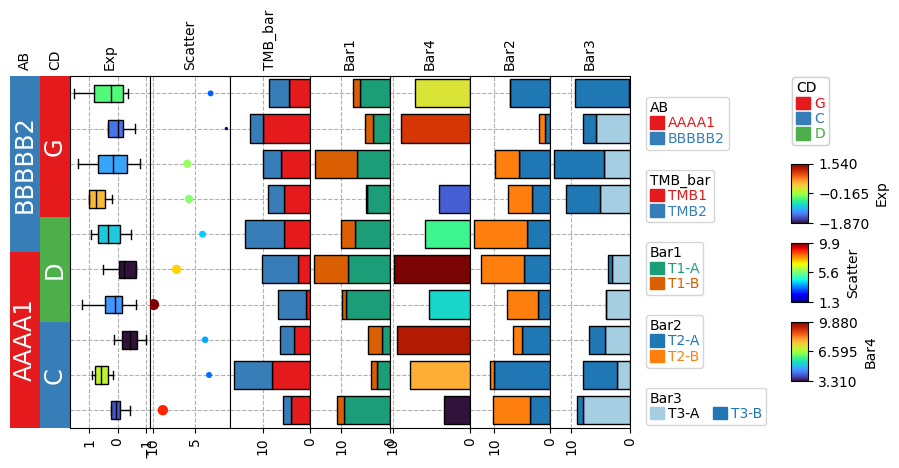 AB
CD
Exp
Scatter
TMB_bar
Bar1
Bar4
Bar2
Bar3
BBBBB2
AAAA1
G
D
C
1
0
−1
10
5
10
0
10
0
10
0
10
0
10
0
AB
AAAA1
BBBBB2
TMB_bar
TMB1
TMB2
Bar1
T1-A
T1-B
Bar2
T2-A
T2-B
Bar3
T3-A T3-B
CD
G
C
D
1.540
−0.165
−1.870
Exp
9.9
5.6
1.3
Scatter
9.880
6.595
3.310
Bar4